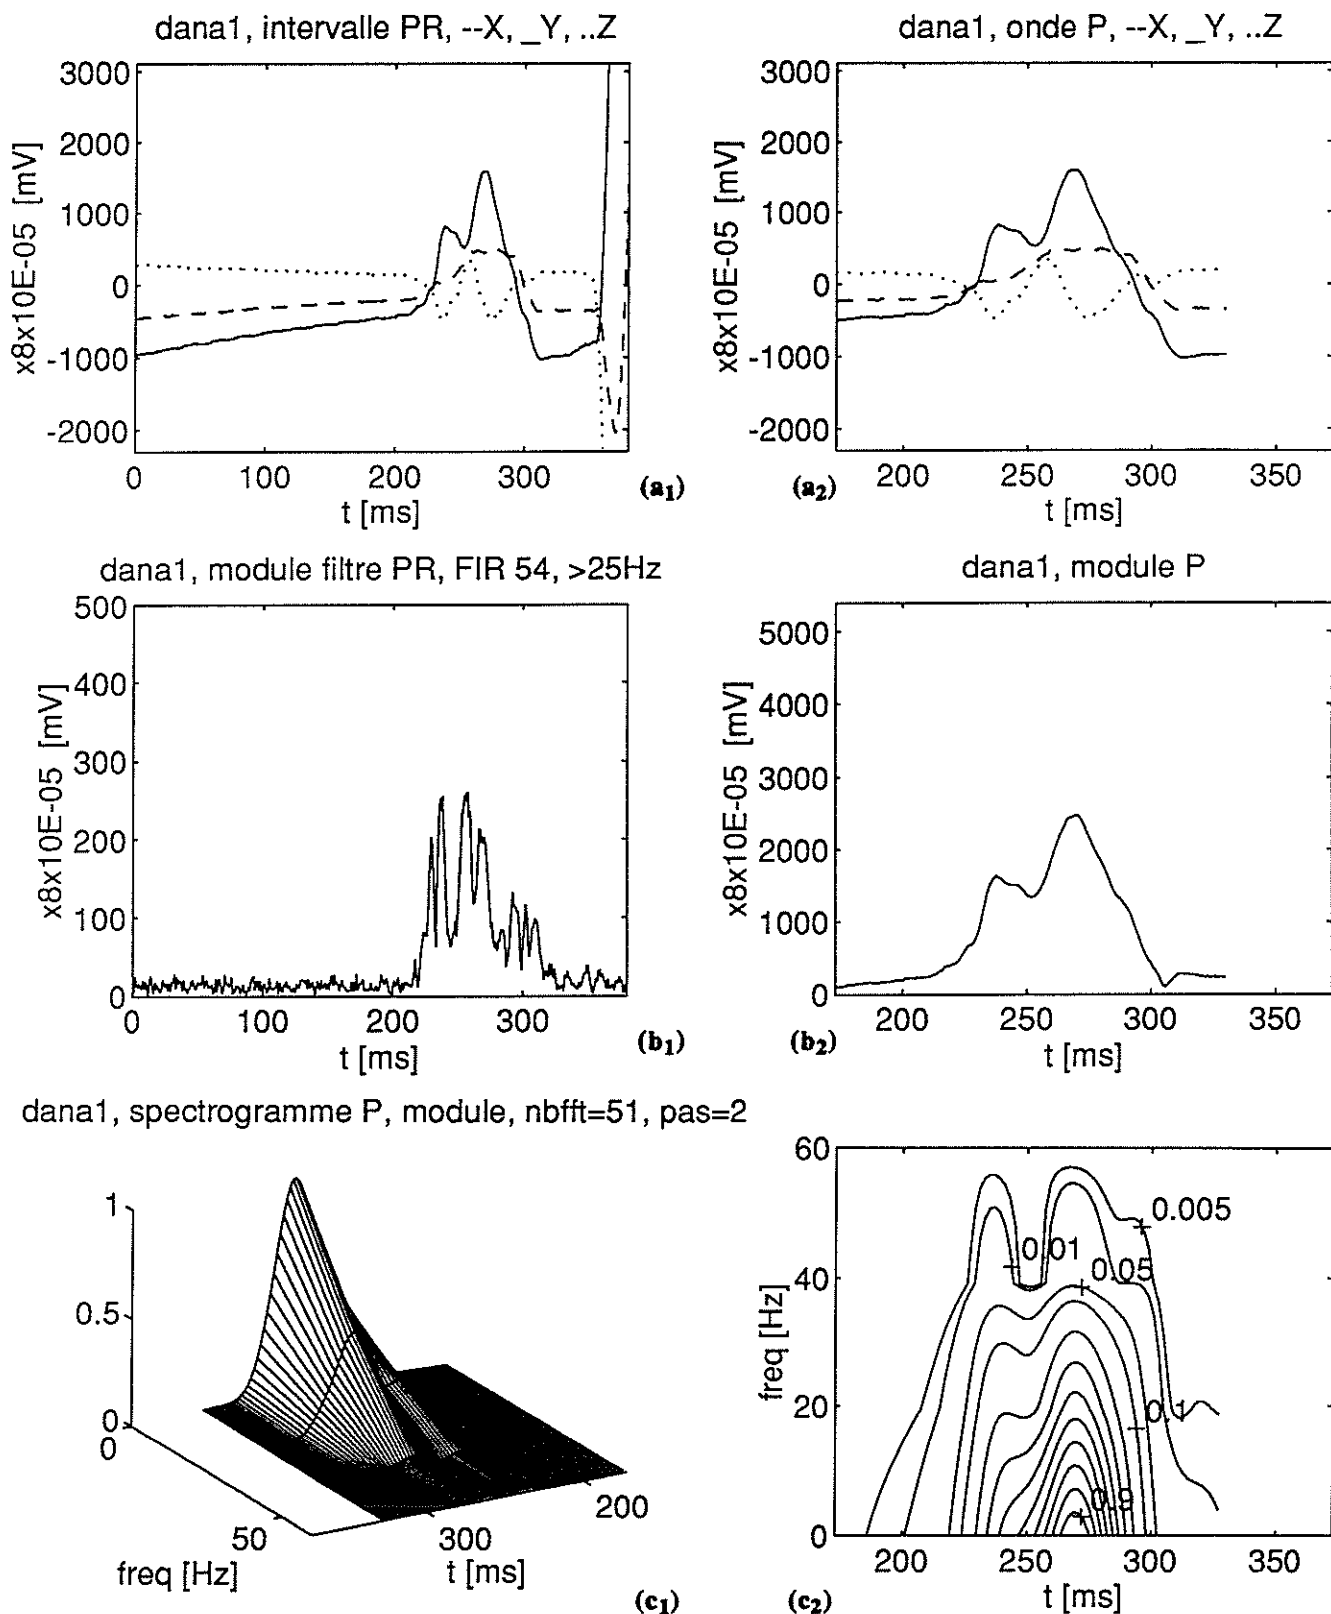 dana1, intervalle PR, --X, _Y, ..Z
3000
2000
1000
0
-1000
-2000
x8x10E-05 [mV]
0 100 200 300
t [ms]
(a1)
dana1, onde P, --X, _Y, ..Z
3000
2000
1000
0
-1000
-2000
x8x10E-05 [mV]
200 250 300 350
t [ms]
(a2)
dana1, module filtre PR, FIR 54, >25Hz
500
400
300
200
100
0
x8x10E-05 [mV]
0 100 200 300
t [ms]
(b1)
dana1, module P
5000
4000
3000
2000
1000
0
x8x10E-05 [mV]
200 250 300 350
t [ms]
(b2)
dana1, spectrogramme P, module, nbfft=51, pas=2
1
0.5
0
0
50
freq [Hz]
200
300
t [ms]
(c1)
60
40
20
0
freq [Hz]
0.005
0.01
0.05
0.1
0.9
200 250 300 350
t [ms]
(c2)